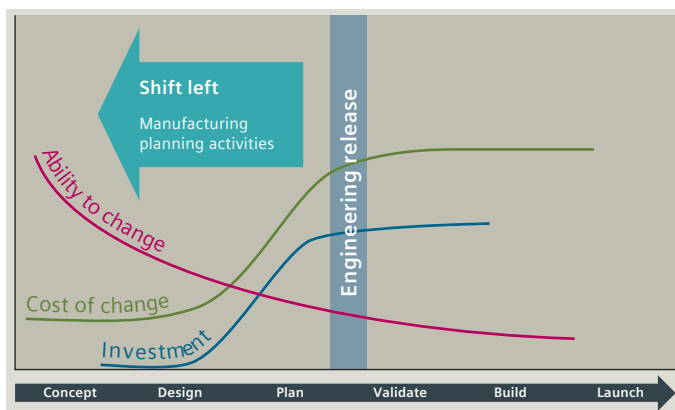 Shift left
Manufacturing
planning activities
Engineering release
Ability to change
Cost of change
Investment
Concept Design Plan Validate Build Launch